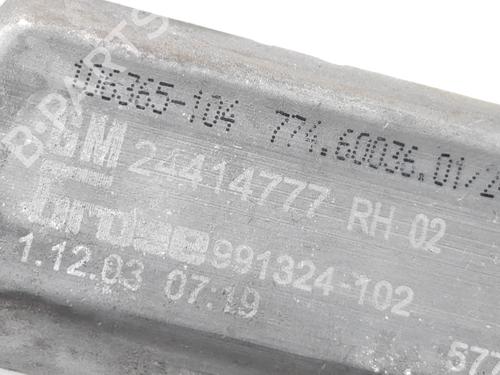 106365-104 774.60036.01/2
GM 24414777 RH 02
Brose 991324-102
1.12.03 07:19
577
B-PARTS